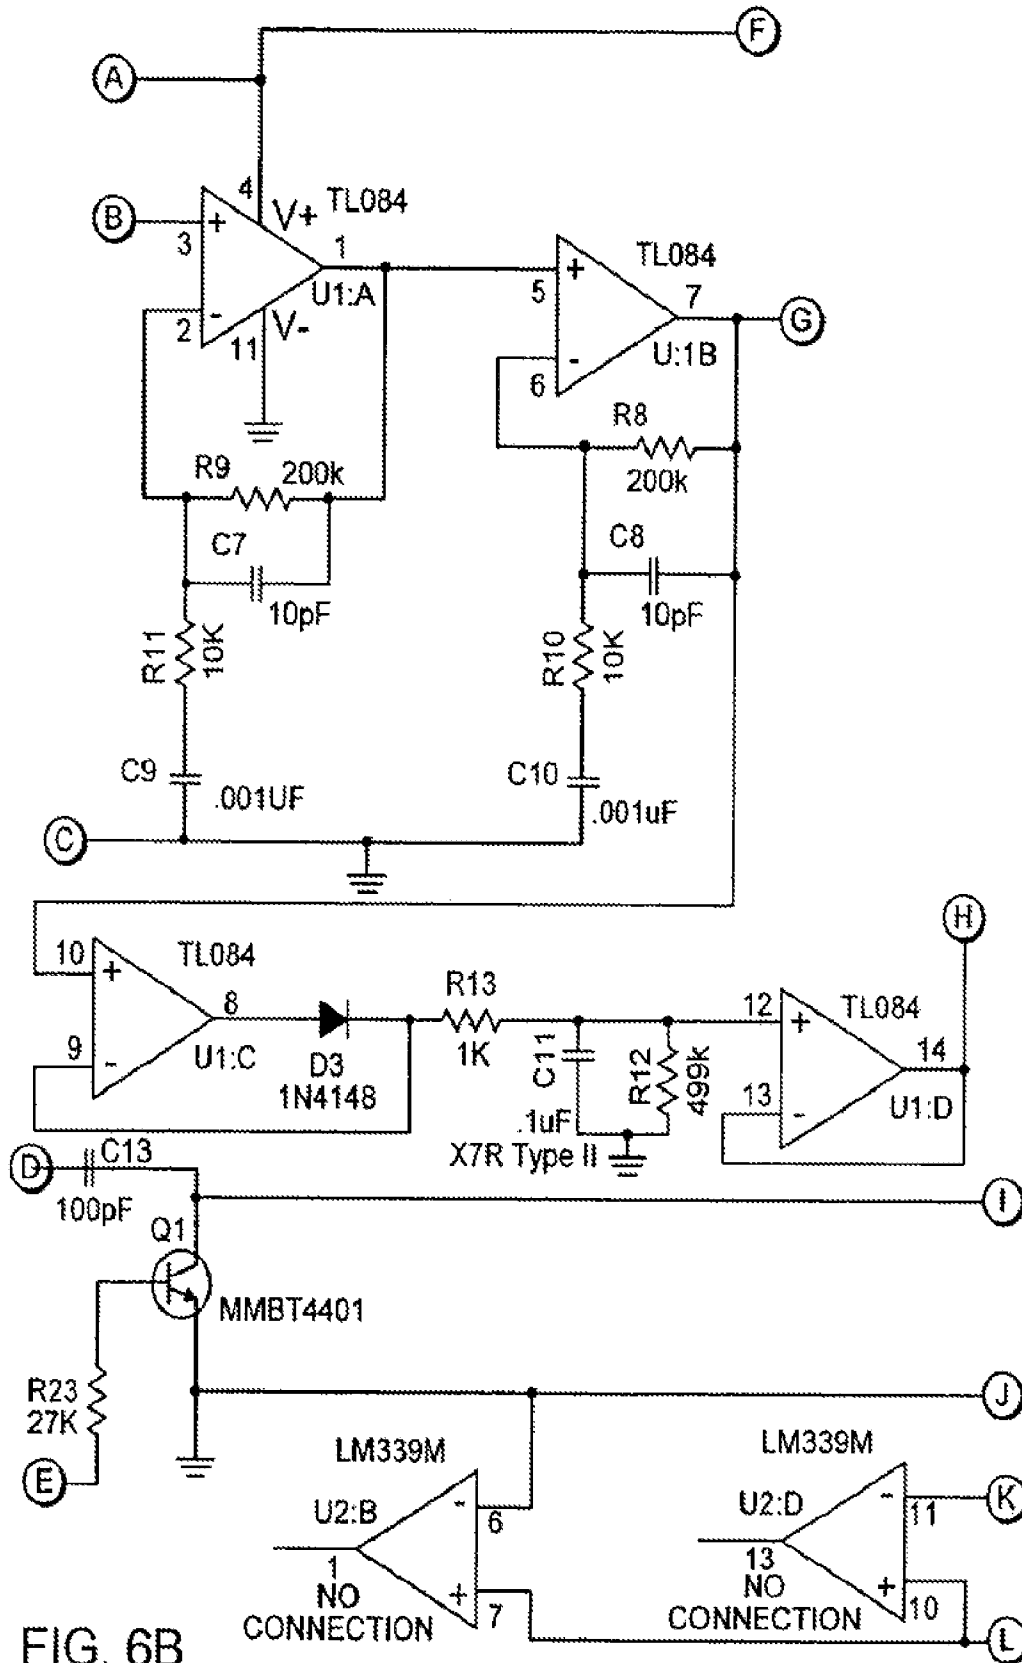 F
A
4
V+
TL084
B
+
3
1
TL084
U1:A
+
5
7
G
2
-
V-
11
-
U:1B
6
R8
R9
200k
200k
C7
C8
10pF
10pF
R11
10K
R10
10K
C9
.001UF
C10
.001uF
C
H
10
+
TL084
R13
12
+
TL084
8
9
-
U1:C
D3
1N4148
1K
C11
R12
499k
14
13
-
U1:D
.1uF
X7R Type II
D
C13
100pF
I
Q1
MMBT4401
R23
27K
J
E
LM339M
LM339M
U2:B
-
6
U2:D
-
11
K
1
NO
CONNECTION
+
7
13
NO
CONNECTION
+
10
L
FIG. 6B